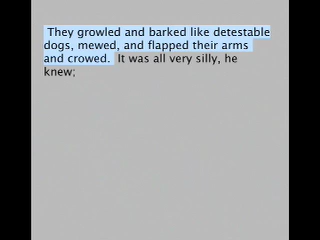 They growled and barked like detestable
dogs, mewed, and flapped their arms
and crowed. It was all very silly, he
knew;